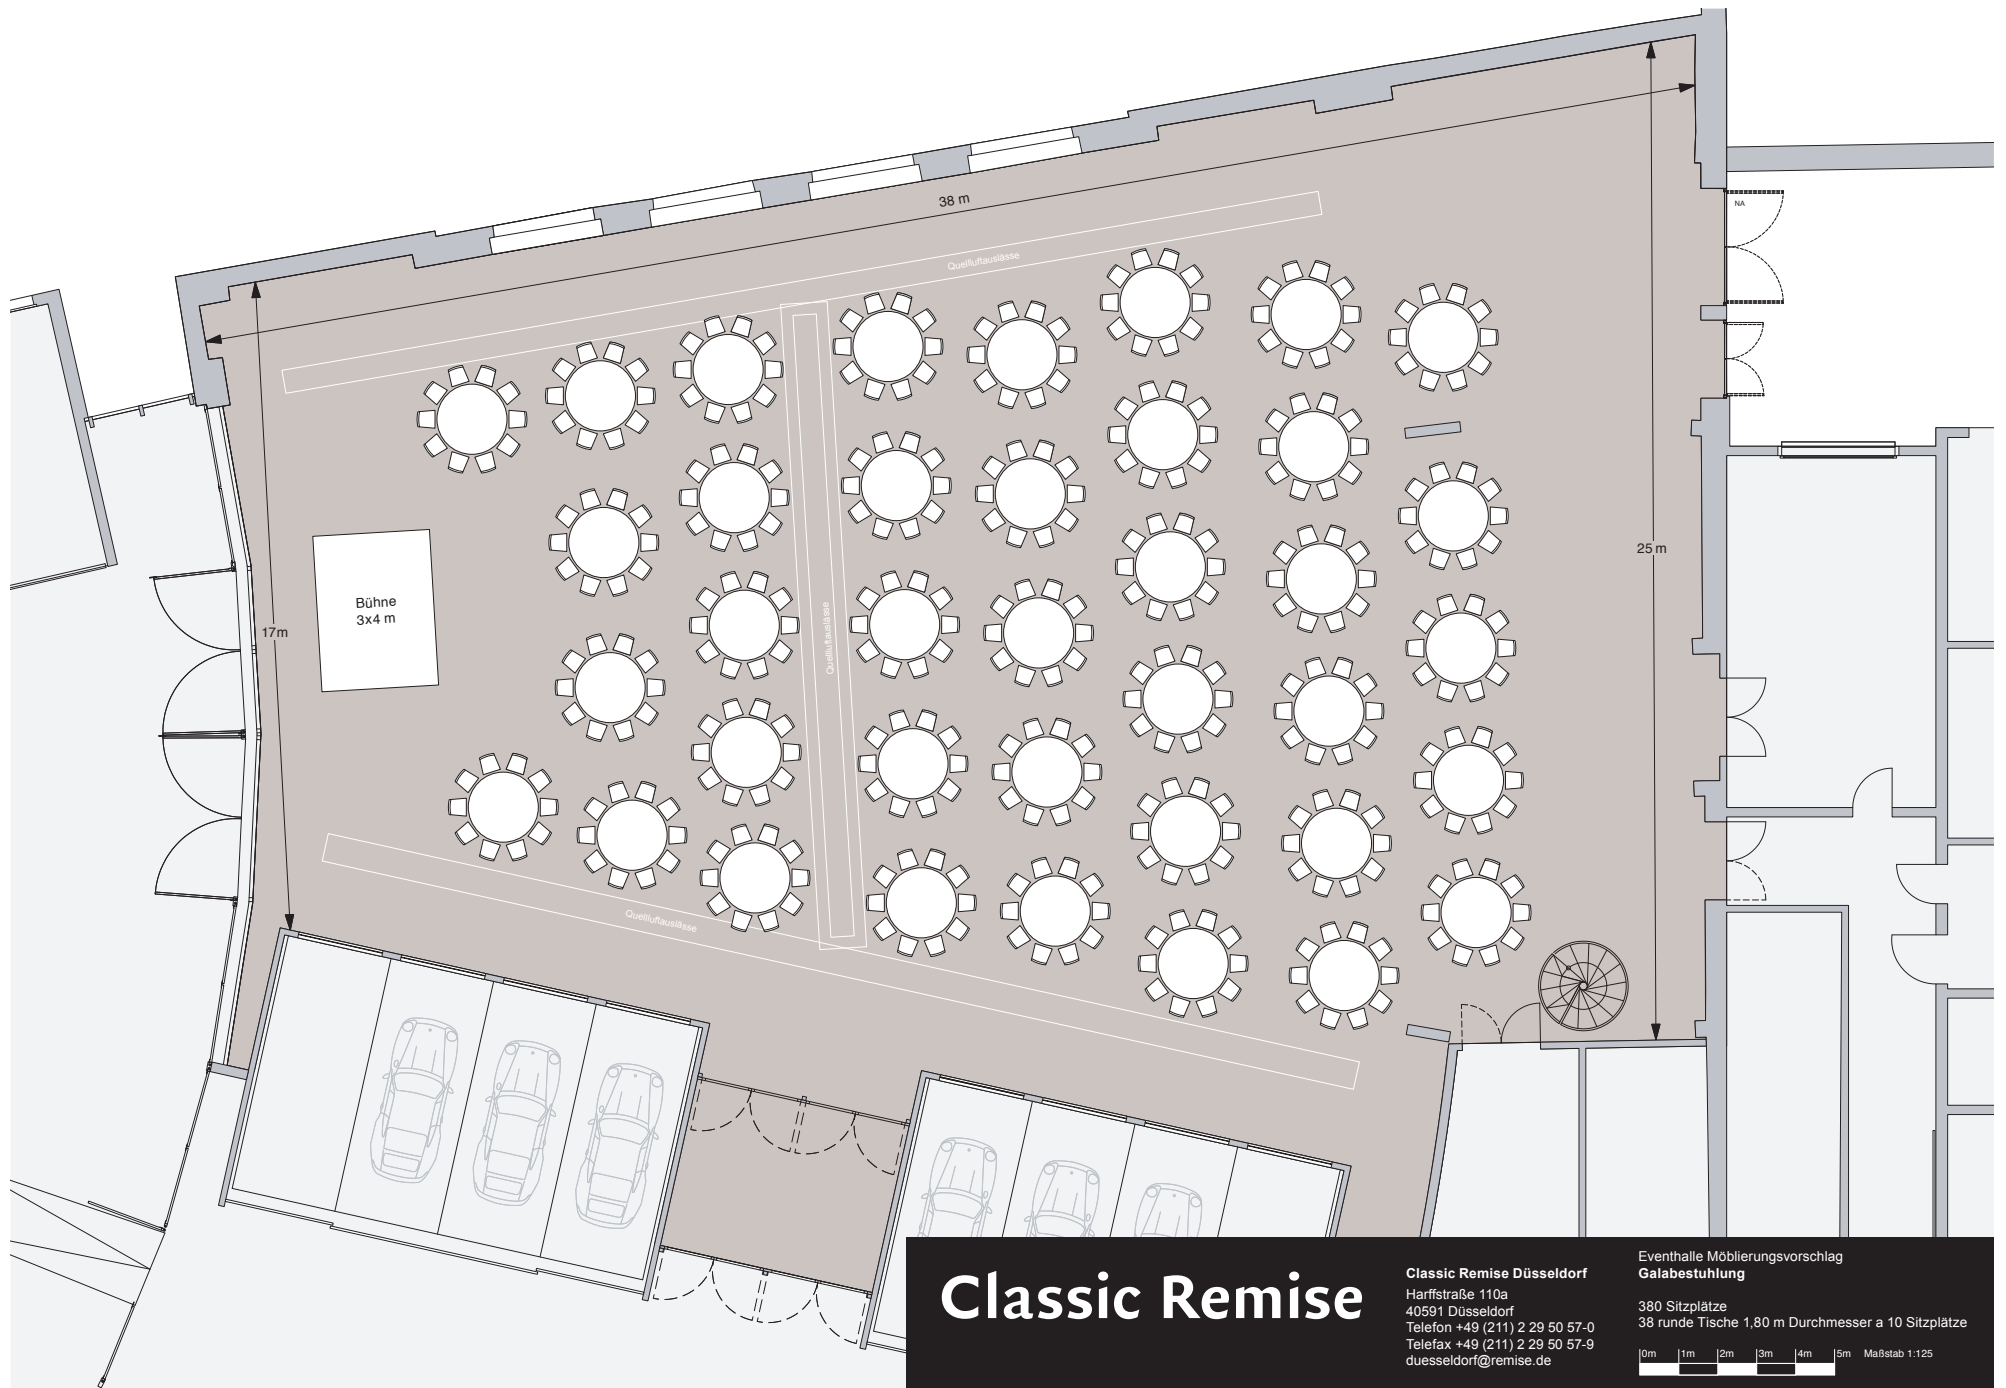 38 m
NA
Quellluftauslässe
25 m
Bühne
3x4 m
17m
Quellluftauslässe
Quellluftauslässe
Classic Remise
Classic Remise Düsseldorf
Harffstraße 110a
40591 Düsseldorf
Telefon +49 (211) 2 29 50 57-0
Telefax +49 (211) 2 29 50 57-9
duesseldorf@remise.de
Eventhalle Möblierungsvorschlag
Galabestuhlung
380 Sitzplätze
38 runde Tische 1,80 m Durchmesser a 10 Sitzplätze
0m 1m 2m 3m 4m 5m Maßstab 1:125